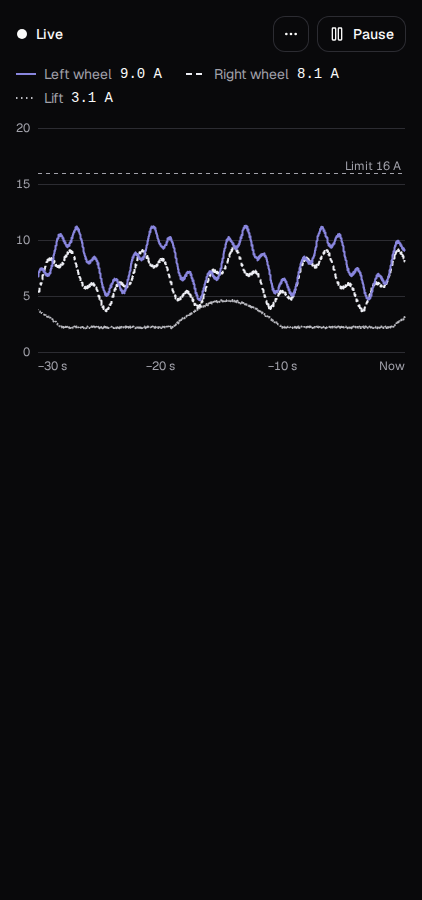 Live
Pause
Left wheel 9.0 A
Right wheel 8.1 A
Lift 3.1 A
20
Limit 16 A
15
10
5
0
−30 s
−20 s
−10 s
Now